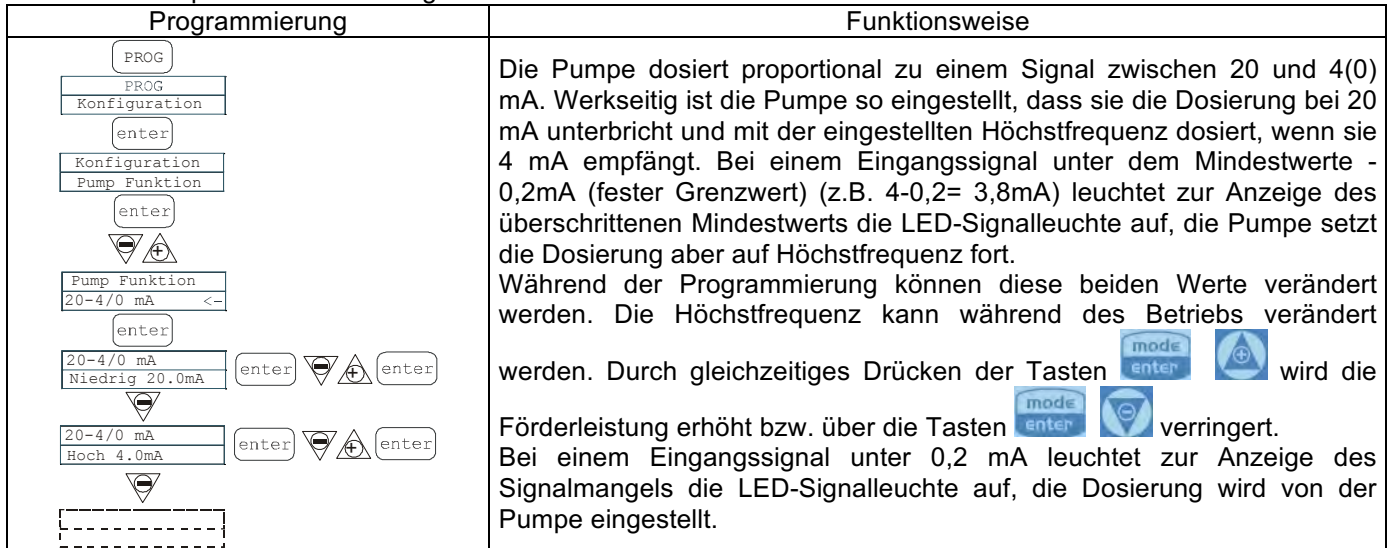 Programmierung
Funktionsweise
PROG
PROG
Konfiguration
enter
Konfiguration
Pump Funktion
enter
Pump Funktion
20-4/0 mA <-
enter
20-4/0 mA
Niedrig 20.0mA
enter
enter
20-4/0 mA
Hoch 4.0mA
enter
enter
Die Pumpe dosiert proportional zu einem Signal zwischen 20 und 4(0)
mA. Werkseitig ist die Pumpe so eingestellt, dass sie die Dosierung bei 20
mA unterbricht und mit der eingestellten Höchstfrequenz dosiert, wenn sie
4 mA empfängt. Bei einem Eingangssignal unter dem Mindestwerte -
0,2mA (fester Grenzwert) (z.B. 4-0,2= 3,8mA) leuchtet zur Anzeige des
überschrittenen Mindestwerts die LED-Signalleuchte auf, die Pumpe setzt
die Dosierung aber auf Höchstfrequenz fort.
Während der Programmierung können diese beiden Werte verändert
werden. Die Höchstfrequenz kann während des Betriebs verändert
werden. Durch gleichzeitiges Drücken der Tasten mode enter wird die
Förderleistung erhöht bzw. über die Tasten mode enter verringert.
Bei einem Eingangssignal unter 0,2 mA leuchtet zur Anzeige des
Signalmangels die LED-Signalleuchte auf, die Dosierung wird von der
Pumpe eingestellt.